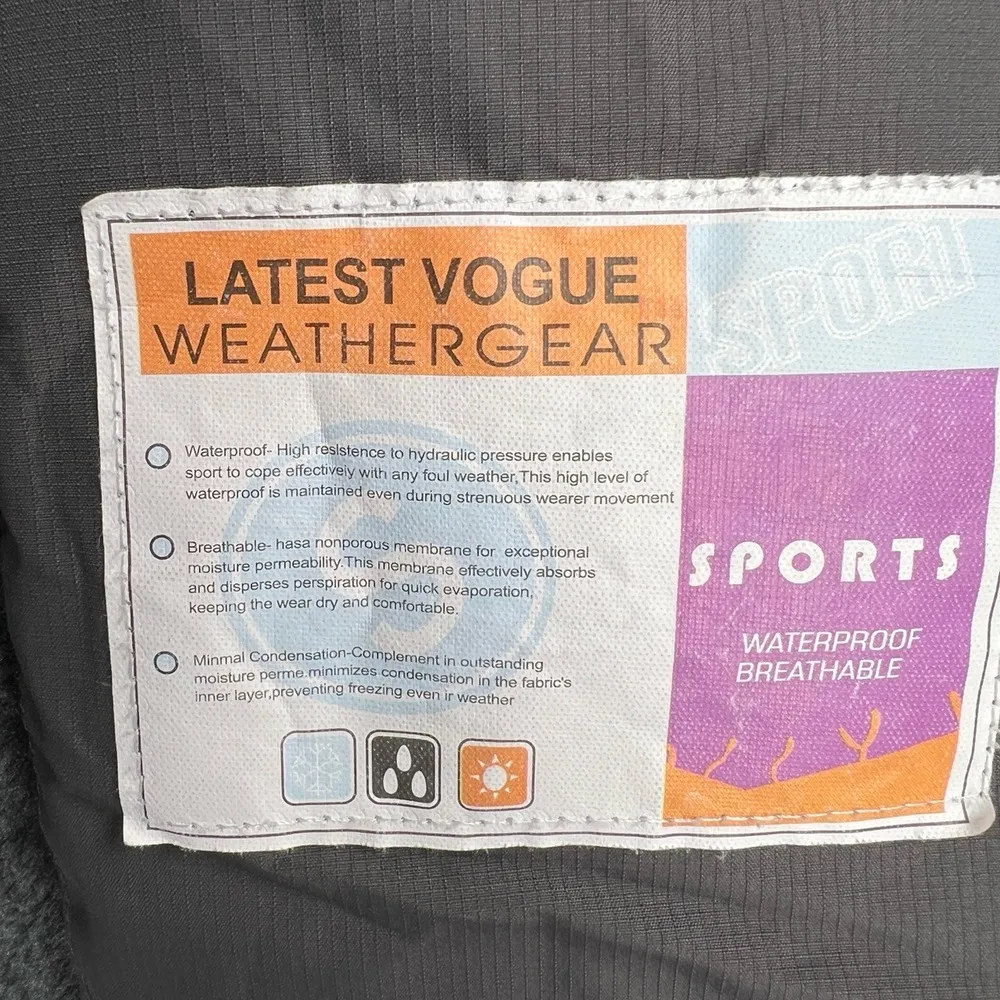 LATEST VOGUE
WEATHERGEAR
SPORT
Waterproof- High resistence to hydraulic pressure enables
sport to cope effectively with any foul weather,This high level of
waterproof is maintained even during strenuous wearer movement
Breathable- hasa nonporous membrane for exceptional
moisture permeability.This membrane effectively absorbs
and disperses perspiration for quick evaporation,
keeping the wear dry and comfortable.
Minmal Condensation-Complement in outstanding
moisture perme.minimizes condensation in the fabric's
inner layer,preventing freezing even ir weather
SPORTS
WATERPROOF
BREATHABLE